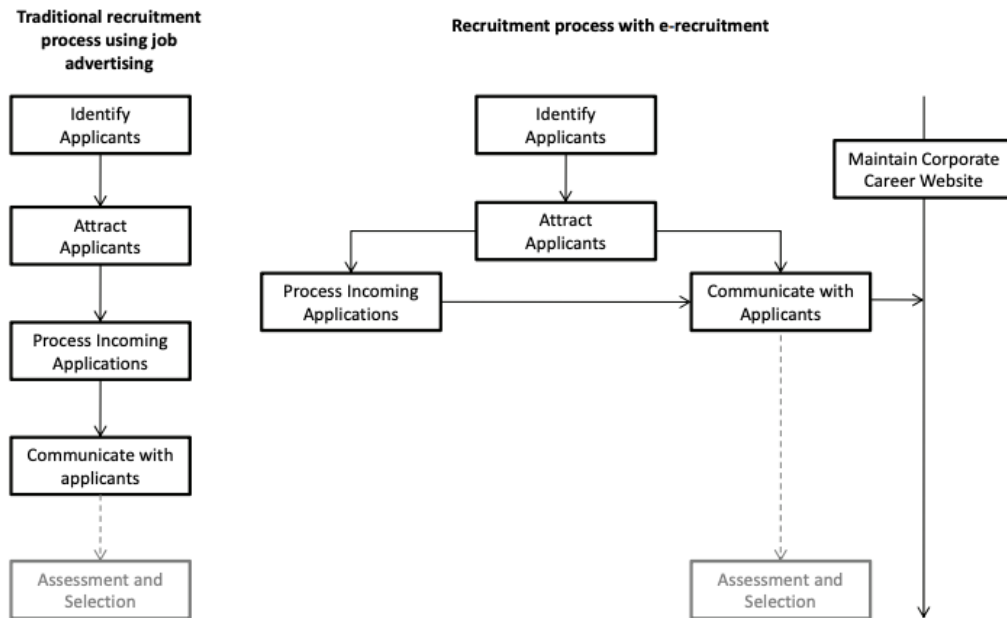 Traditional recruitment
process using job
advertising
Identify
Applicants
Attract
Applicants
Process Incoming
Applications
Communicate with
applicants
Assessment and
Selection
Recruitment process with e-recruitment
Identify
Applicants
Attract
Applicants
Process Incoming
Applications
Communicate with
Applicants
Assessment and
Selection
Maintain Corporate
Career Website